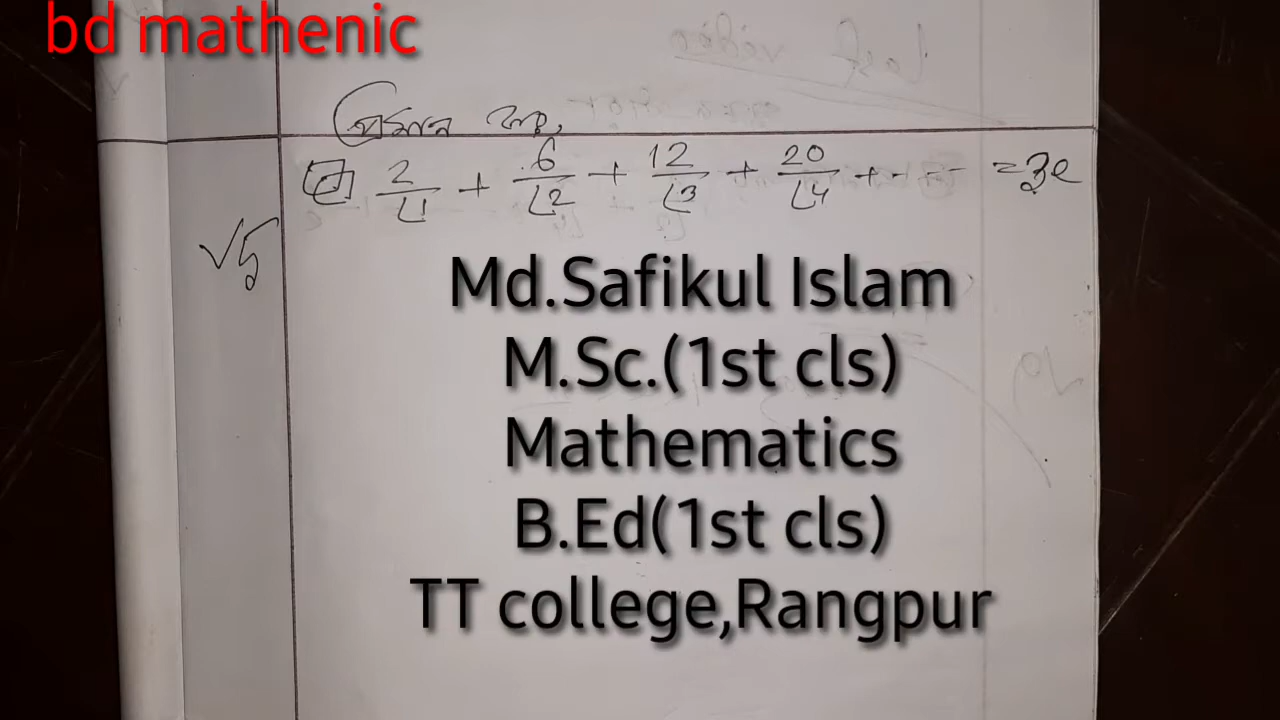 bd mathenic
প্রমাণ কর,
2/⌊1 + 6/⌊2 + 12/⌊3 + 20/⌊4 + - - - = 3e
Md.Safikul Islam
M.Sc.(1st cls)
Mathematics
B.Ed(1st cls)
TT college,Rangpur